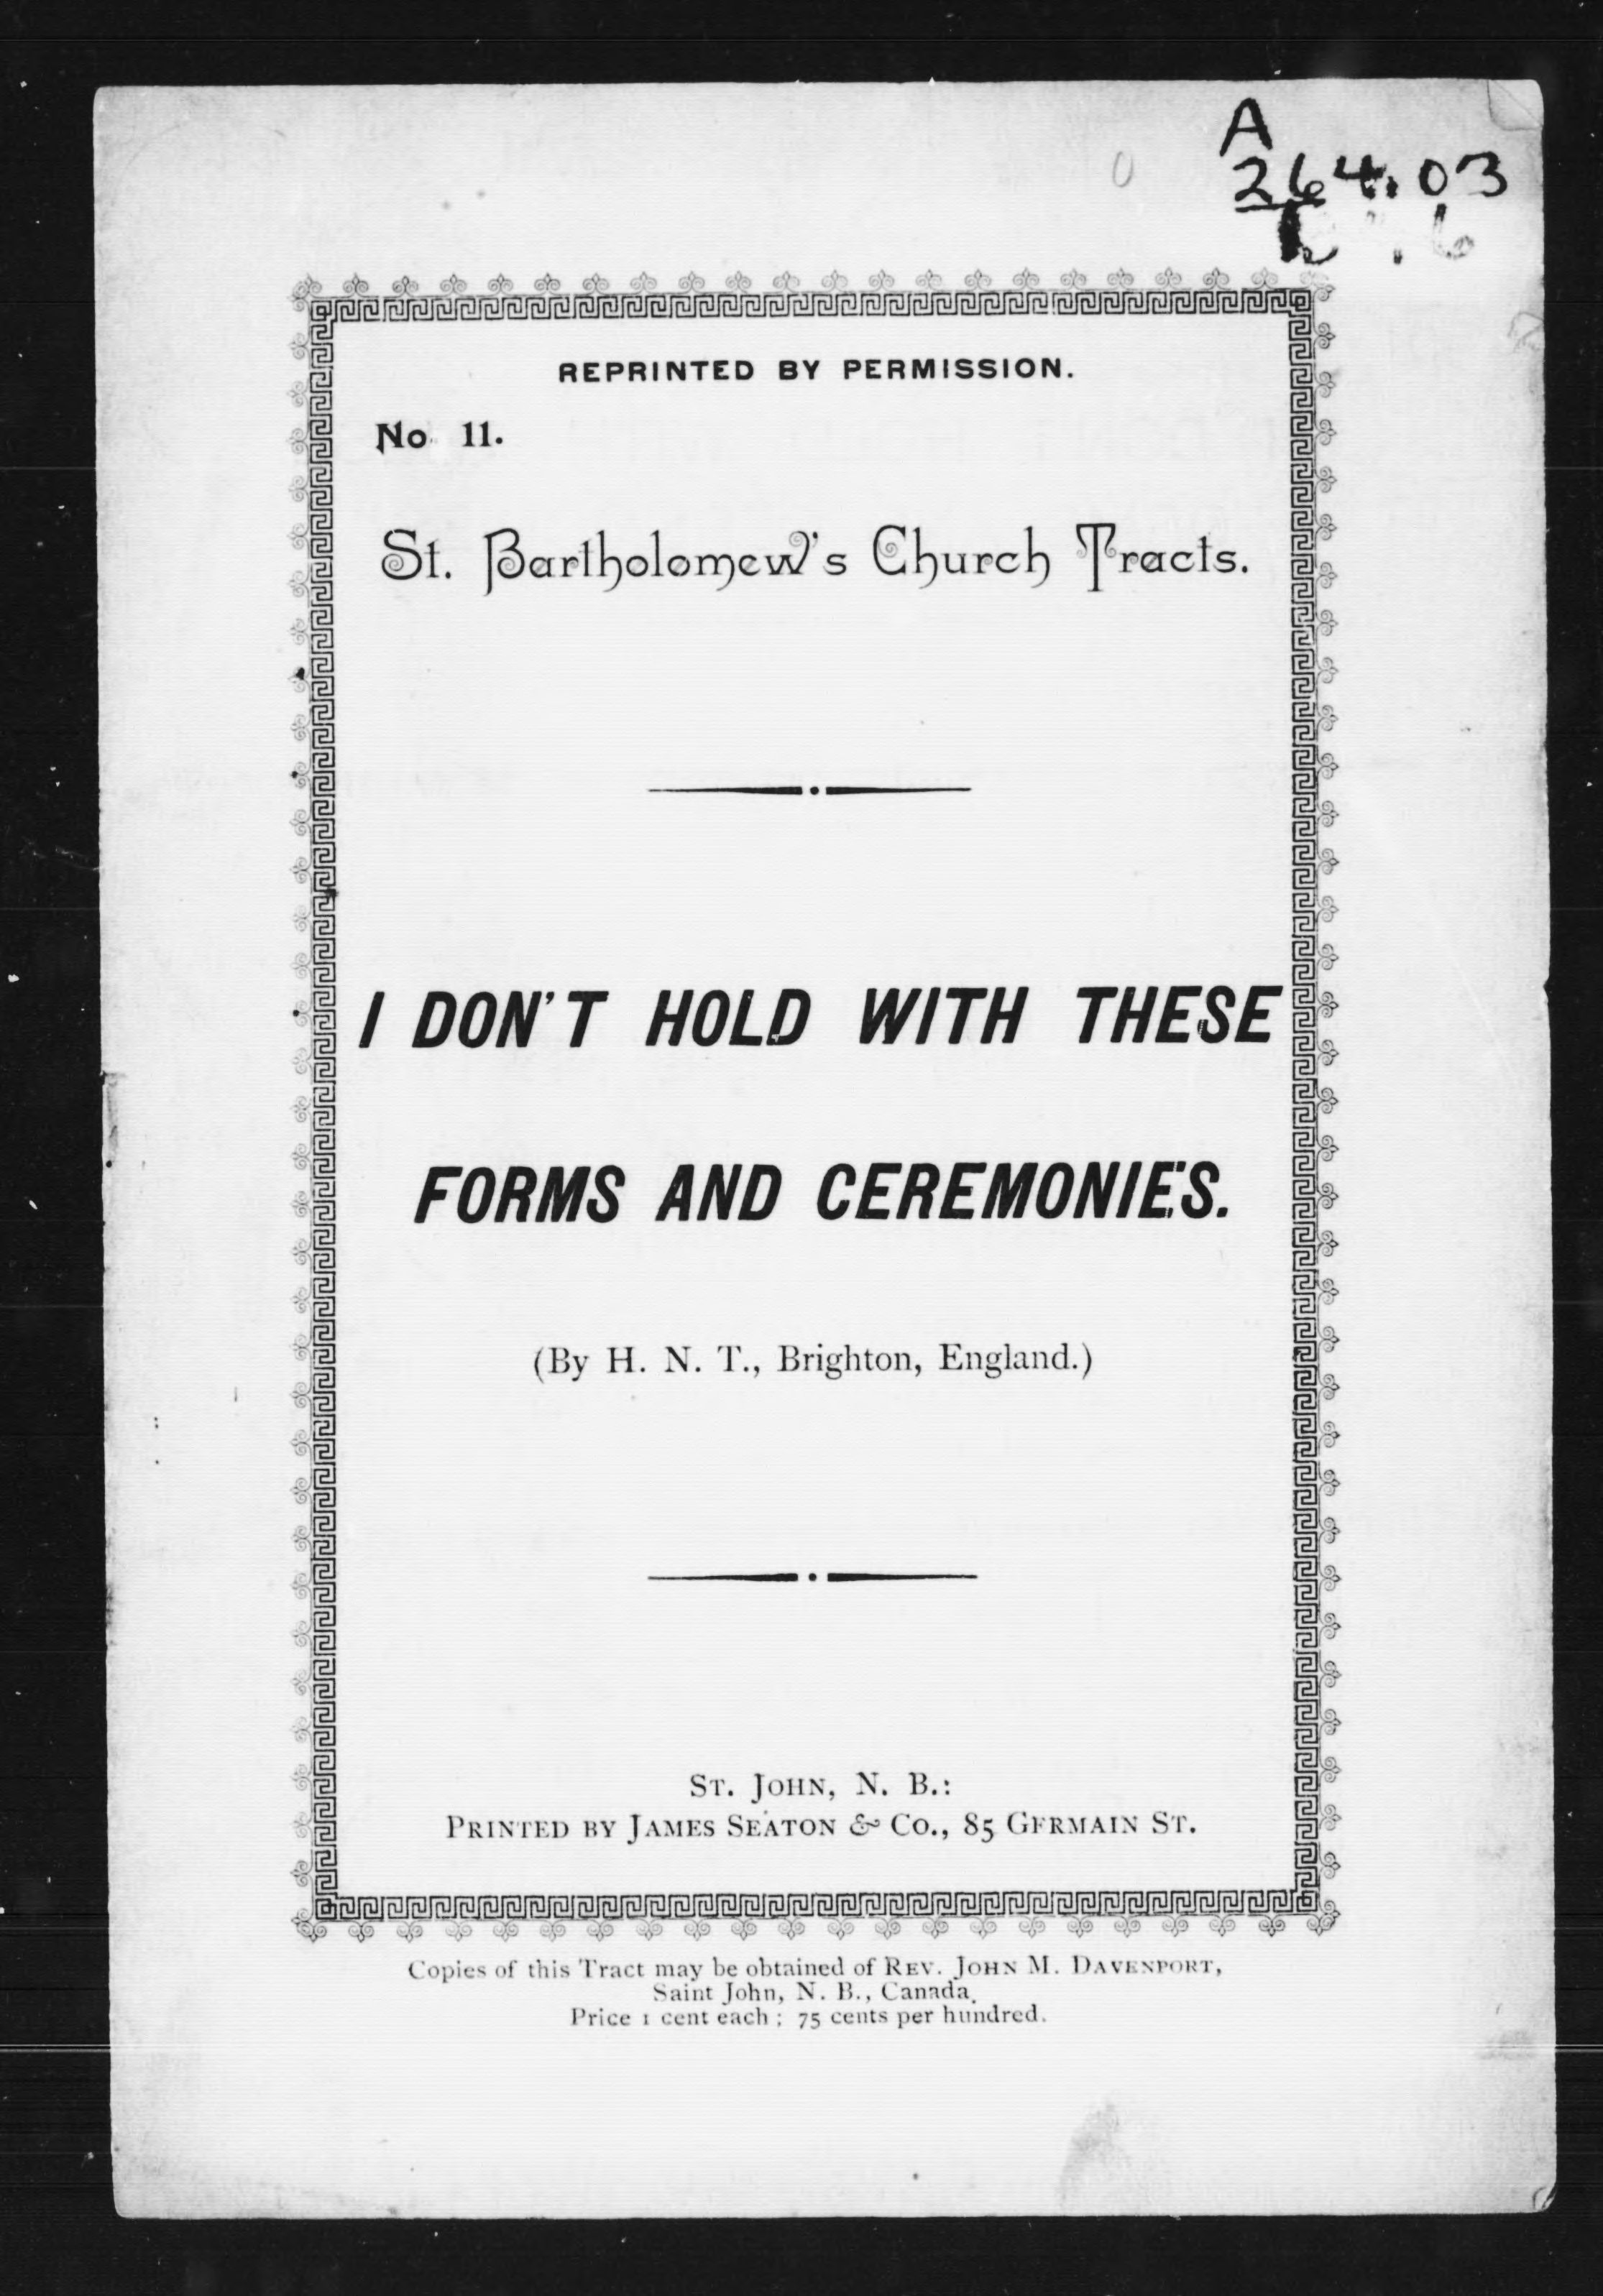 A
264.03
REPRINTED BY PERMISSION.
No 11.
St. Bartholomew's Church Tracts.
I DON'T HOLD WITH THESE
FORMS AND CEREMONIES.
(By H. N. T., Brighton, England.)
ST. JOHN, N. B.:
PRINTED BY JAMES SEATON & CO., 85 GERMAIN ST.
Copies of this Tract may be obtained of REV. JOHN M. DAVENPORT,
Saint John, N. B., Canada.
Price 1 cent each; 75 cents per hundred.